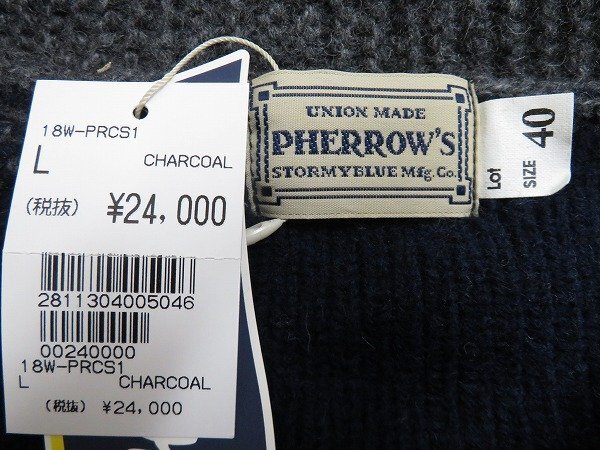 18W-PRCS1
L CHARCOAL
(税抜) ¥24,000
2811304005046
00240000
18W-PRCS1
L CHARCOAL
(税抜) ¥24,000
UNION MADE
PHERROW'S
STORMYBLUE Mfg.Co.
Lot
SIZE 40